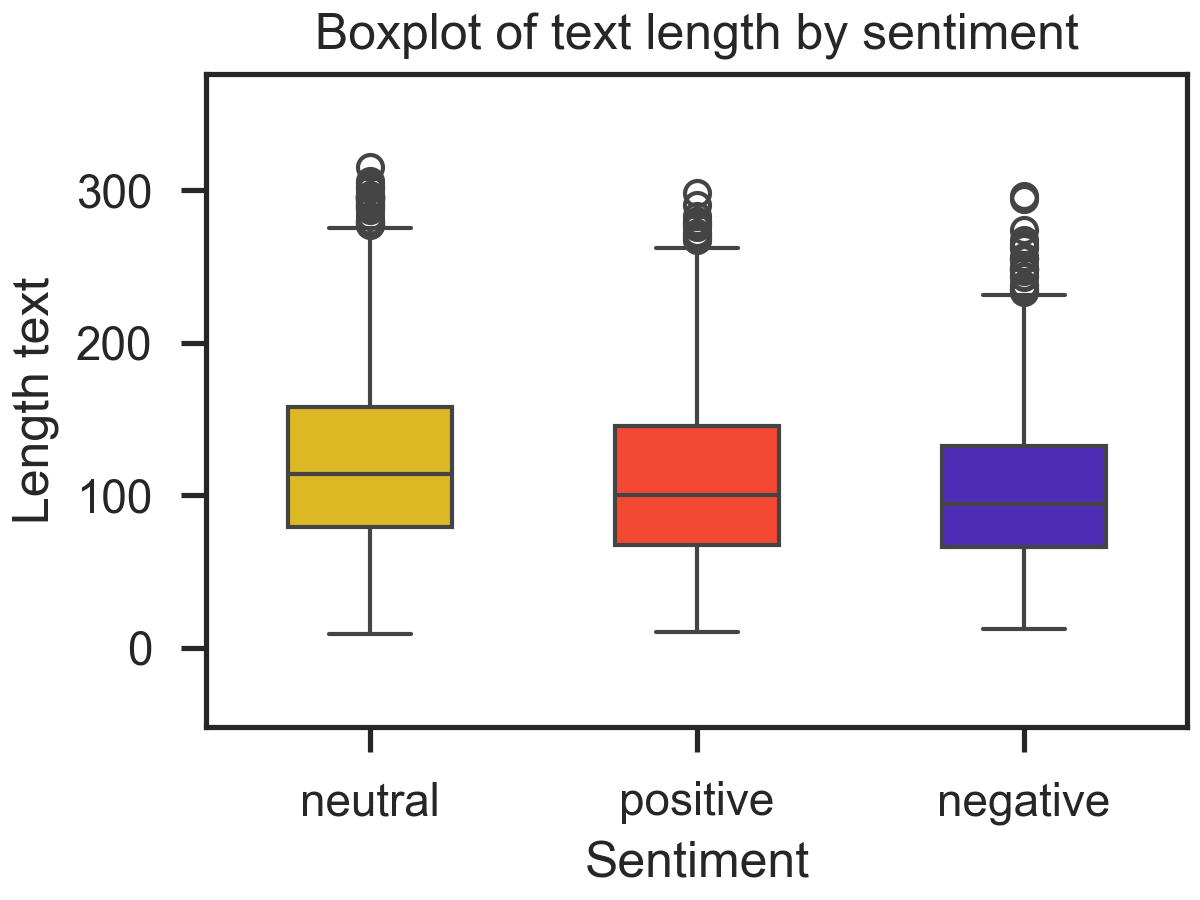 Boxplot of text length by sentiment
Length text
300
200
100
0
neutral
positive
negative
Sentiment